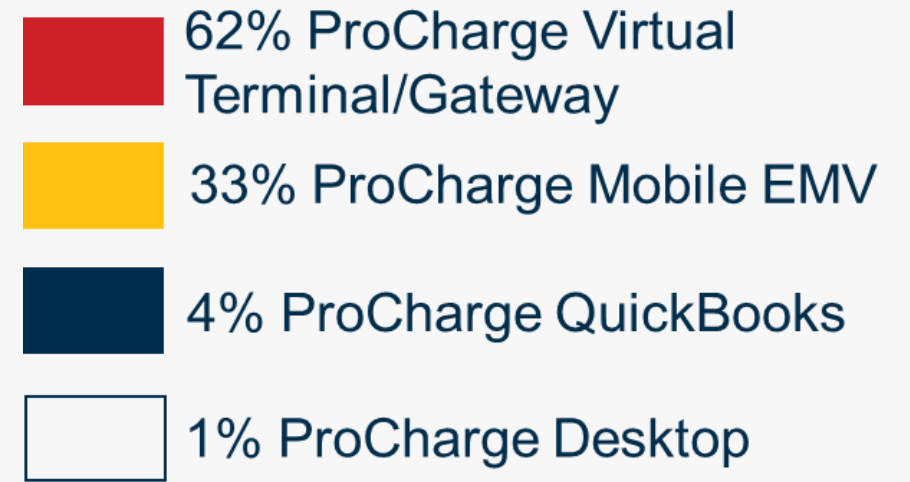 62% ProCharge Virtual
Terminal/Gateway
33% ProCharge Mobile EMV
4% ProCharge QuickBooks
1% ProCharge Desktop